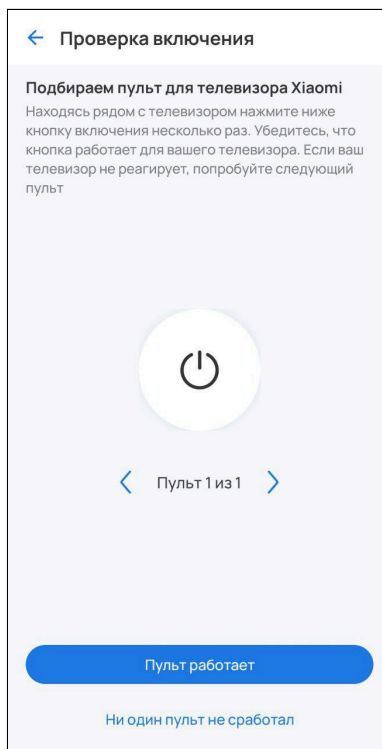 Проверка включения
Подбираем пульт для телевизора Xiaomi
Находясь рядом с телевизором нажмите ниже
кнопку включения несколько раз. Убедитесь, что
кнопка работает для вашего телевизора. Если ваш
телевизор не реагирует, попробуйте следующий
пульт
Пульт 1 из 1
Пульт работает
Ни один пульт не сработал